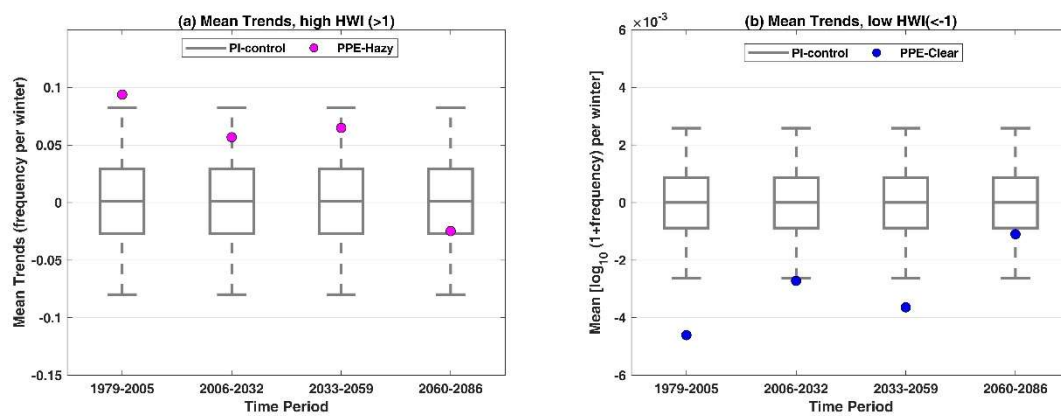 (a) Mean Trends, high HWI (>1)
PI-control
PPE-Hazy
0.1
0.05
0
-0.05
-0.1
-0.15
Mean Trends (frequency per winter)
1979-2005
2006-2032
2033-2059
2060-2086
Time Period
×10⁻³
(b) Mean Trends, low HWI(<-1)
PI-control
PPE-Clear
6
4
2
0
-2
-4
-6
Mean [log₁₀ (1+frequency) per winter]
1979-2005
2006-2032
2033-2059
2060-2086
Time Period